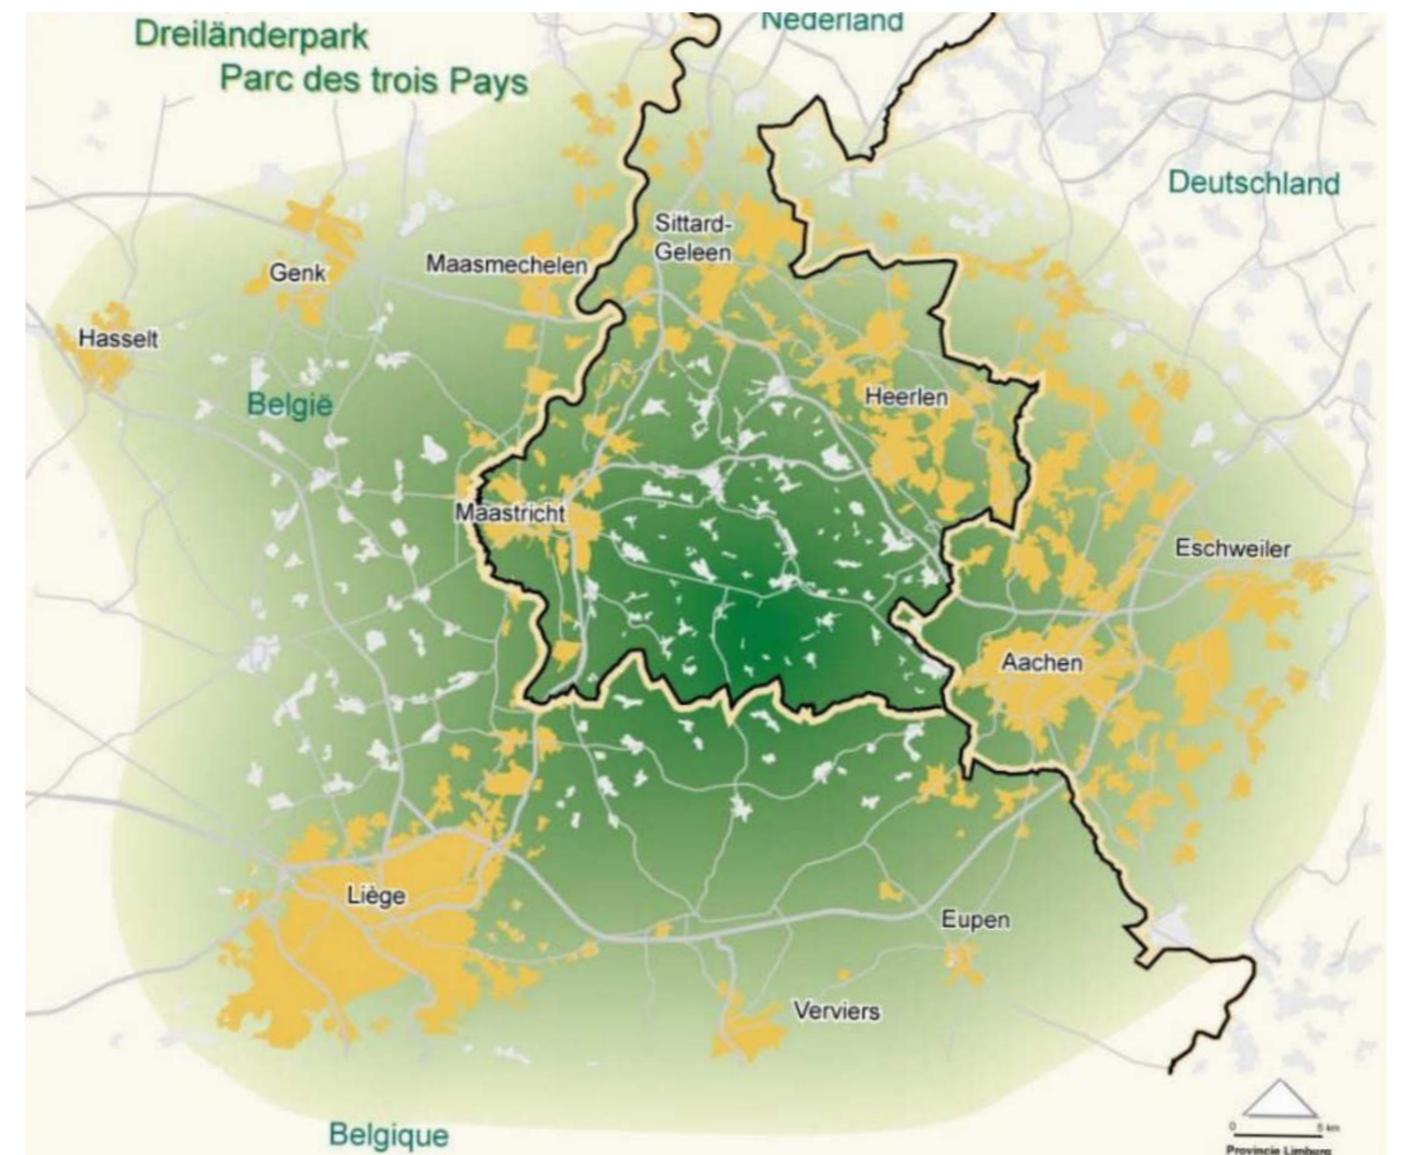 Dreiländerpark
Parc des trois Pays
Nederland
Deutschland
Sittard-
Geleen
Maasmechelen
Genk
Hasselt
België
Heerlen
Maastricht
Eschweiler
Aachen
Liège
Eupen
Verviers
Belgique
0 5 km
Provincie Limburg